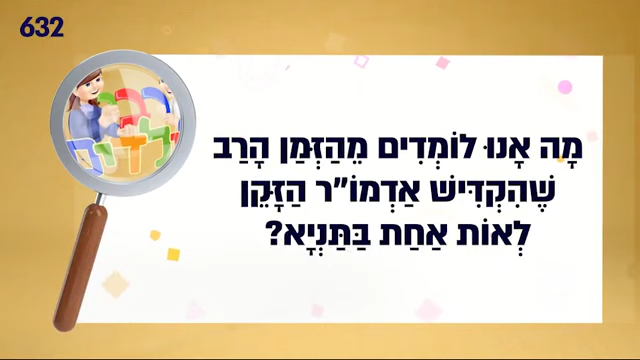 632
מָה אָנוּ לוֹמְדִים מֵהַזְּמַן הָרַב
שֶׁהִקְדִּישׁ אַדְמוֹ"ר הַזָּקֵן
לְאוֹת אַחַת בַּתַּנְיָא?